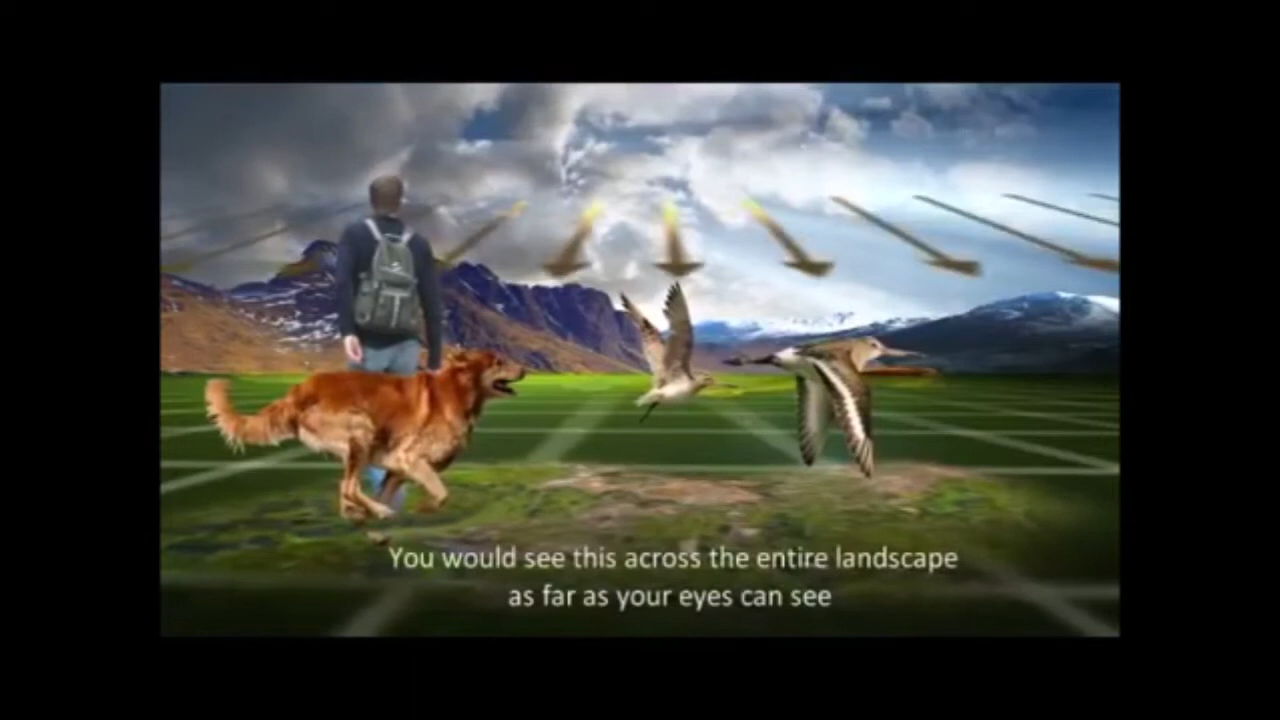 You would see this across the entire landscape
as far as your eyes can see